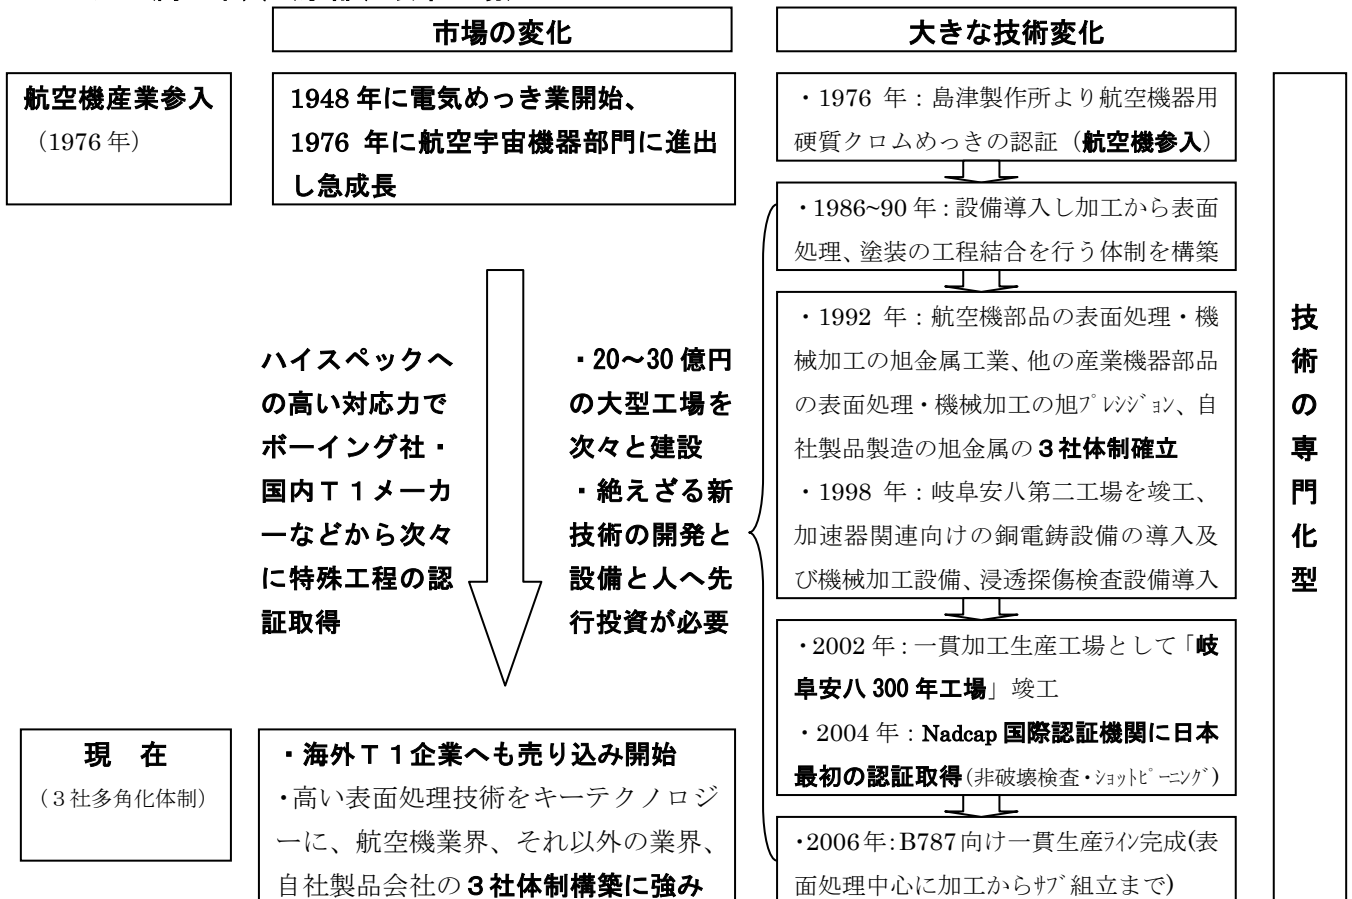 市場の変化
大きな技術変化
航空機産業参入
（1976 年）
1948 年に電気めっき業開始、
1976 年に航空宇宙機器部門に進出
し急成長
・1976 年：島津製作所より航空機器用
硬質クロムめっきの認証（航空機参入）
・1986~90 年：設備導入し加工から表面
処理、塗装の工程結合を行う体制を構築
・1992 年：航空機部品の表面処理・機
械加工の旭金属工業、他の産業機器部品
の表面処理・機械加工の旭ﾌﾟﾚｼｼﾞｮﾝ、自
社製品製造の旭金属の３社体制確立
・1998 年：岐阜安八第二工場を竣工、
加速器関連向けの銅電鋳設備の導入及
び機械加工設備、浸透探傷検査設備導入
ハイスペックへ
の高い対応力で
ボーイング社・
国内Ｔ１メーカ
ーなどから次々
に特殊工程の認
証取得
・20～30 億円
の大型工場を
次々と建設
・絶えざる新
技術の開発と
設備と人へ先
行投資が必要
・2002 年：一貫加工生産工場として「岐
阜安八 300 年工場」竣工
・2004 年：Nadcap 国際認証機関に日本
最初の認証取得(非破壊検査・ｼｮｯﾄﾋﾟｰﾆﾝｸﾞ)
現　在
（３社多角化体制）
・海外Ｔ１企業へも売り込み開始
・高い表面処理技術をキーテクノロジ
ーに、航空機業界、それ以外の業界、
自社製品会社の３社体制構築に強み
・2006年：B787向け一貫生産ﾗｲﾝ完成(表
面処理中心に加工からｻﾌﾞ組立まで)
技
術
の
専
門
化
型